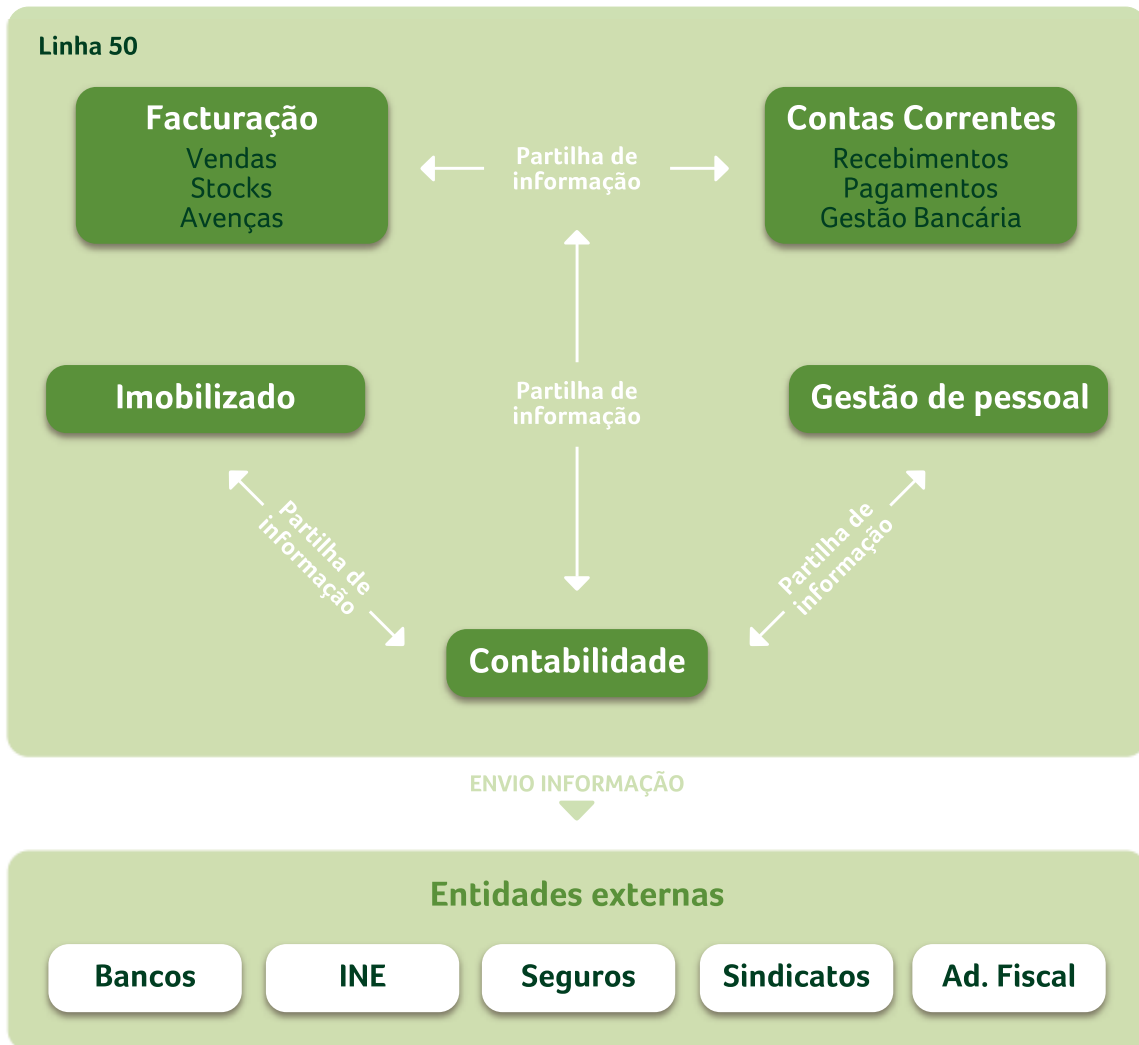 Linha 50
Facturação
Vendas
Stocks
Avenças
Partilha de
informação
Contas Correntes
Recebimentos
Pagamentos
Gestão Bancária
Imobilizado
Partilha de
informação
Gestão de pessoal
Partilha de
informação
Partilha de
informação
Contabilidade
ENVIO INFORMAÇÃO
Entidades externas
Bancos
INE
Seguros
Sindicatos
Ad. Fiscal